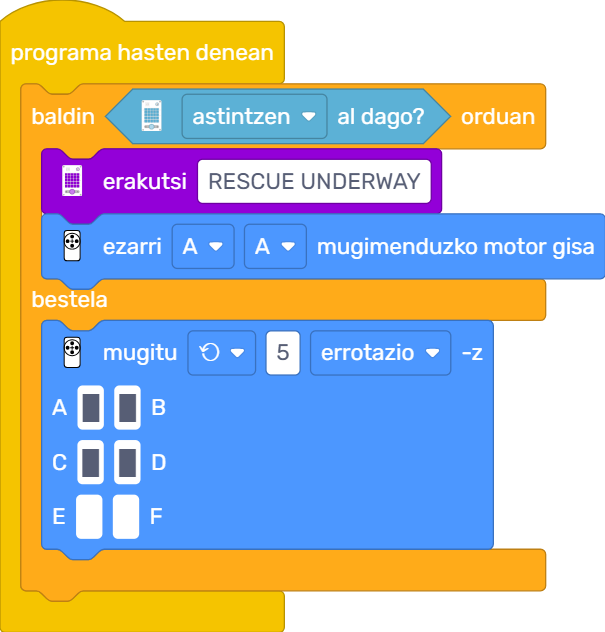 programa hasten denean
baldin astintzen al dago? orduan
erakutsi RESCUE UNDERWAY
ezarri A A mugimenduzko motor gisa
bestela
mugitu 5 errotazio -z
A B
C D
E F